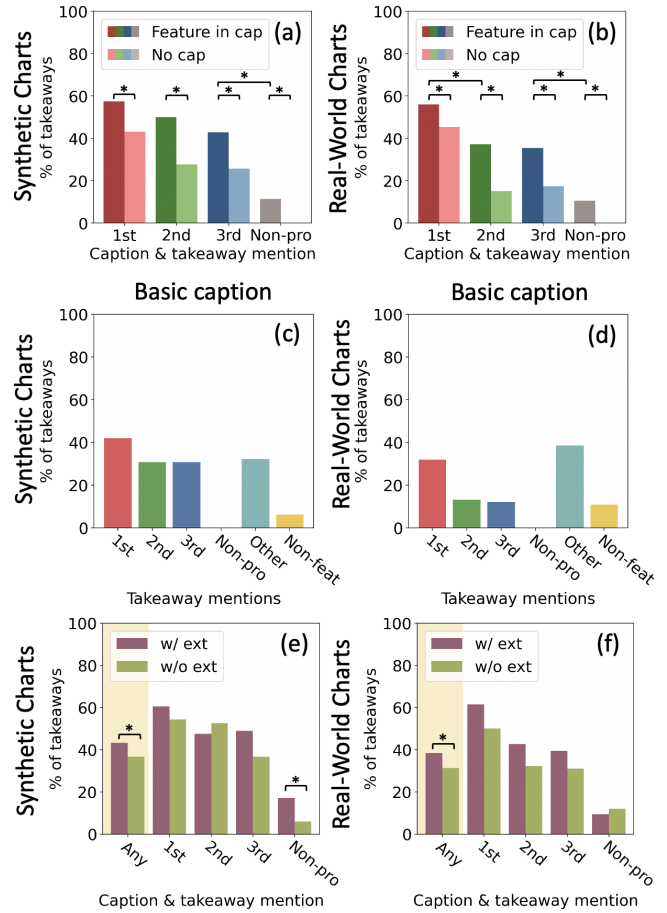 Synthetic Charts
% of takeaways
100
80
60
40
20
0
Feature in cap
No cap
(a)
*
*
*
*
*
1st
2nd
3rd
Non-pro
Caption & takeaway mention
Real-World Charts
% of takeaways
100
80
60
40
20
0
Feature in cap
No cap
(b)
*
*
*
*
*
*
1st
2nd
3rd
Non-pro
Caption & takeaway mention
Basic caption
Synthetic Charts
% of takeaways
100
80
60
40
20
0
(c)
1st
2nd
3rd
Non-pro
Other
Non-feat
Takeaway mentions
Basic caption
Real-World Charts
% of takeaways
100
80
60
40
20
0
(d)
1st
2nd
3rd
Non-pro
Other
Non-feat
Takeaway mentions
Synthetic Charts
% of takeaways
100
80
60
40
20
0
w/ ext
w/o ext
(e)
*
*
Any
1st
2nd
3rd
Non-pro
Caption & takeaway mention
Real-World Charts
% of takeaways
100
80
60
40
20
0
w/ ext
w/o ext
(f)
*
Any
1st
2nd
3rd
Non-pro
Caption & takeaway mention